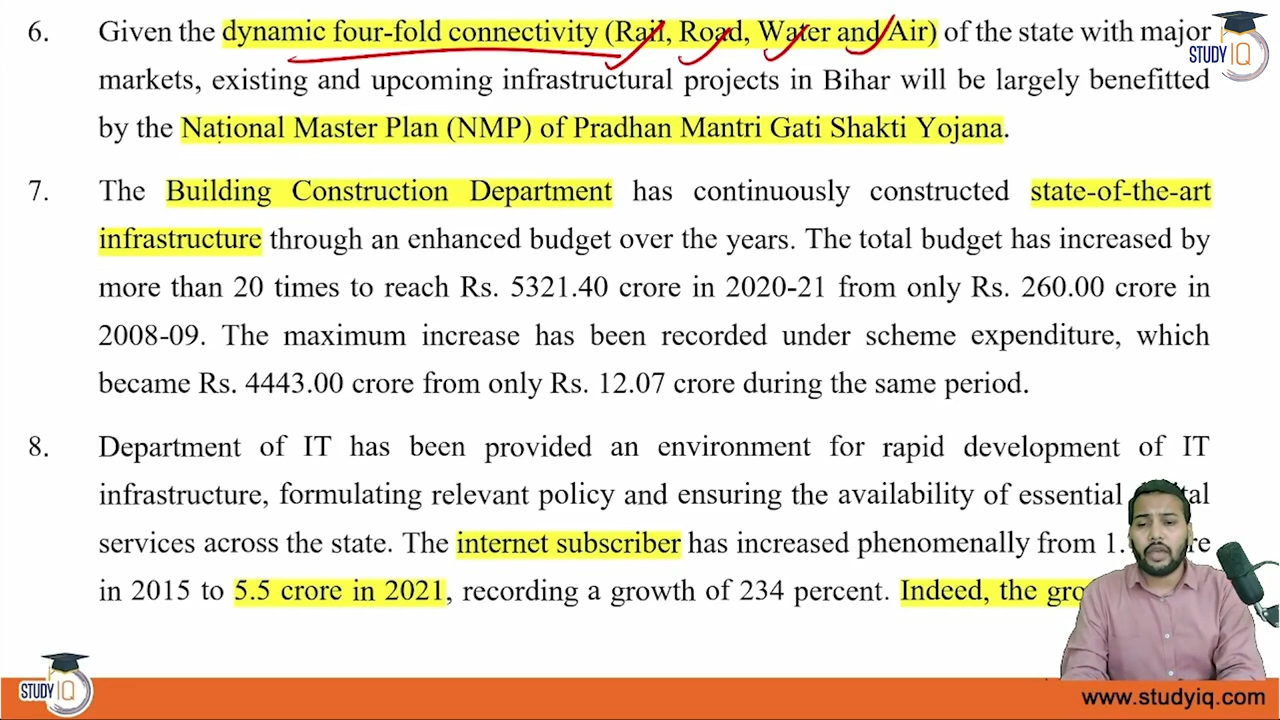 6. Given the dynamic four-fold connectivity (Rail, Road, Water and Air) of the state with major
markets, existing and upcoming infrastructural projects in Bihar will be largely benefitted
by the National Master Plan (NMP) of Pradhan Mantri Gati Shakti Yojana.
STUDY IQ
7. The Building Construction Department has continuously constructed state-of-the-art
infrastructure through an enhanced budget over the years. The total budget has increased by
more than 20 times to reach Rs. 5321.40 crore in 2020-21 from only Rs. 260.00 crore in
2008-09. The maximum increase has been recorded under scheme expenditure, which
became Rs. 4443.00 crore from only Rs. 12.07 crore during the same period.
8. Department of IT has been provided an environment for rapid development of IT
infrastructure, formulating relevant policy and ensuring the availability of essential
services across the state. The internet subscriber has increased phenomenally from
in 2015 to 5.5 crore in 2021, recording a growth of 234 percent. Indeed, the
STUDY IQ
www.studyiq.com